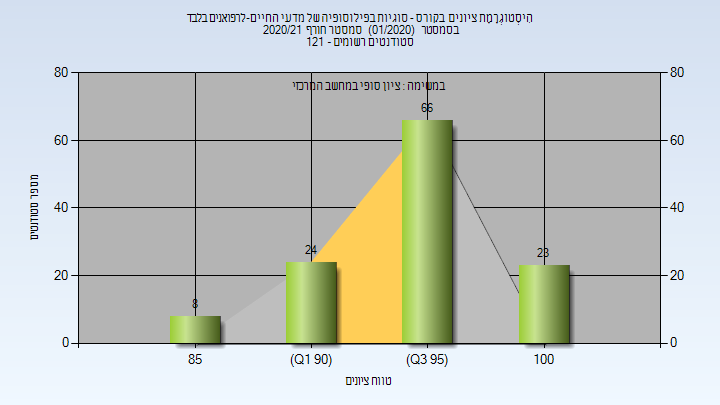 היסטוגרמת ציונים בקורס - סוגיות בפילוסופיה של מדעי החיים-לרפואנים בלבד
בסמסטר (01/2020) סמסטר חורף 2020/21
סטודנטים רשומים - 121
במשימה : ציון סופי במחשב המרכזי
80 80
60 60
40 40
20 20
0 0
8
24
66
23
מספר סטודנטים
85 (Q1 90) (Q3 95) 100
טווח ציונים